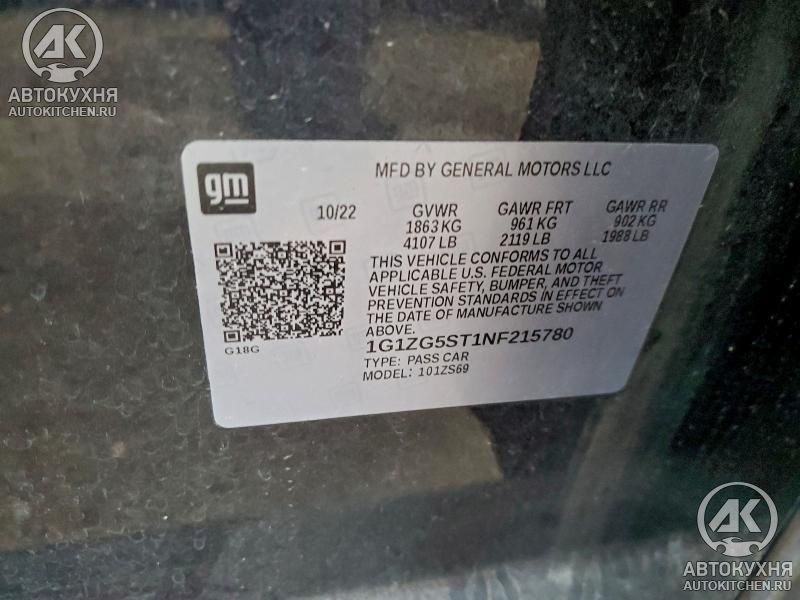 AK
АВТОКУХНЯ
AUTOKITCHEN.RU
gm
MFD BY GENERAL MOTORS LLC
10/22 GVWR GAWR FRT GAWR RR
1863 KG 961 KG 902 KG
4107 LB 2119 LB 1988 LB
THIS VEHICLE CONFORMS TO ALL
APPLICABLE U.S. FEDERAL MOTOR
VEHICLE SAFETY, BUMPER, AND THEFT
PREVENTION STANDARDS IN EFFECT ON
THE DATE OF MANUFACTURE SHOWN
ABOVE.
G18G
1G1ZG5ST1NF215780
TYPE: PASS CAR
MODEL: 101ZS69
AK
АВТОКУХНЯ
AUTOKITCHEN.RU